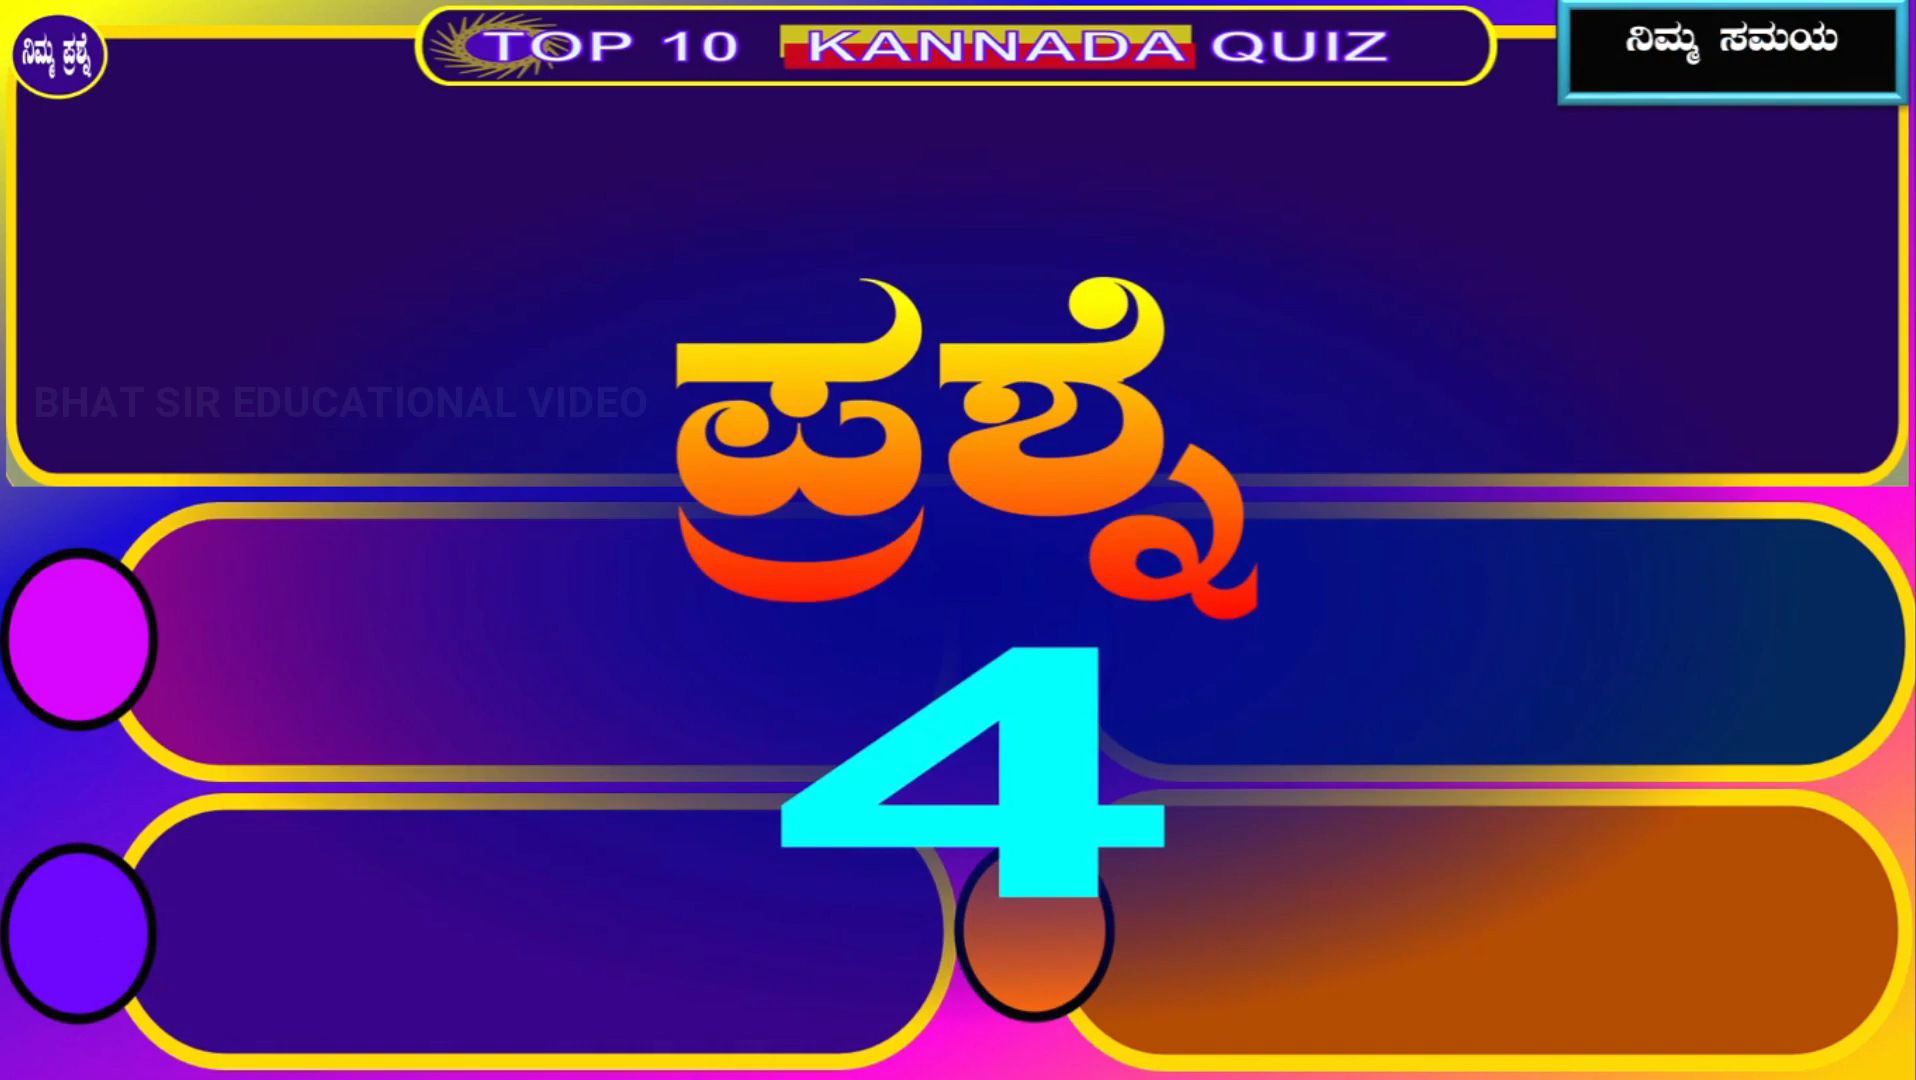 ನಿಮ್ಮ ಪ್ರಶ್ನೆ
TOP 10 KANNADA QUIZ
ನಿಮ್ಮ ಸಮಯ
BHAT SIR EDUCATIONAL VIDEO
ಪ್ರಶ್ನೆ
4